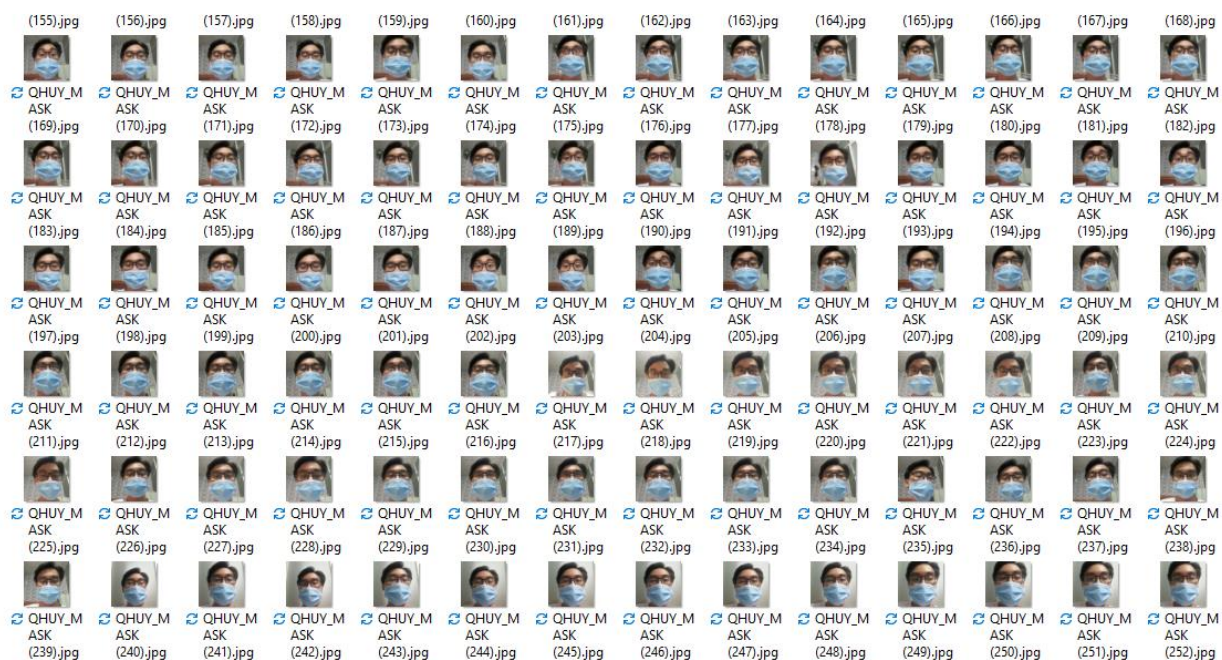 (155).jpg (156).jpg (157).jpg (158).jpg (159).jpg (160).jpg (161).jpg (162).jpg (163).jpg (164).jpg (165).jpg (166).jpg (167).jpg (168).jpg
QHUY_M QHUY_M QHUY_M QHUY_M QHUY_M QHUY_M QHUY_M QHUY_M QHUY_M QHUY_M QHUY_M QHUY_M QHUY_M QHUY_M
ASK ASK ASK ASK ASK ASK ASK ASK ASK ASK ASK ASK ASK ASK
(169).jpg (170).jpg (171).jpg (172).jpg (173).jpg (174).jpg (175).jpg (176).jpg (177).jpg (178).jpg (179).jpg (180).jpg (181).jpg (182).jpg
QHUY_M QHUY_M QHUY_M QHUY_M QHUY_M QHUY_M QHUY_M QHUY_M QHUY_M QHUY_M QHUY_M QHUY_M QHUY_M QHUY_M
ASK ASK ASK ASK ASK ASK ASK ASK ASK ASK ASK ASK ASK ASK
(183).jpg (184).jpg (185).jpg (186).jpg (187).jpg (188).jpg (189).jpg (190).jpg (191).jpg (192).jpg (193).jpg (194).jpg (195).jpg (196).jpg
QHUY_M QHUY_M QHUY_M QHUY_M QHUY_M QHUY_M QHUY_M QHUY_M QHUY_M QHUY_M QHUY_M QHUY_M QHUY_M QHUY_M
ASK ASK ASK ASK ASK ASK ASK ASK ASK ASK ASK ASK ASK ASK
(197).jpg (198).jpg (199).jpg (200).jpg (201).jpg (202).jpg (203).jpg (204).jpg (205).jpg (206).jpg (207).jpg (208).jpg (209).jpg (210).jpg
QHUY_M QHUY_M QHUY_M QHUY_M QHUY_M QHUY_M QHUY_M QHUY_M QHUY_M QHUY_M QHUY_M QHUY_M QHUY_M QHUY_M
ASK ASK ASK ASK ASK ASK ASK ASK ASK ASK ASK ASK ASK ASK
(211).jpg (212).jpg (213).jpg (214).jpg (215).jpg (216).jpg (217).jpg (218).jpg (219).jpg (220).jpg (221).jpg (222).jpg (223).jpg (224).jpg
QHUY_M QHUY_M QHUY_M QHUY_M QHUY_M QHUY_M QHUY_M QHUY_M QHUY_M QHUY_M QHUY_M QHUY_M QHUY_M QHUY_M
ASK ASK ASK ASK ASK ASK ASK ASK ASK ASK ASK ASK ASK ASK
(225).jpg (226).jpg (227).jpg (228).jpg (229).jpg (230).jpg (231).jpg (232).jpg (233).jpg (234).jpg (235).jpg (236).jpg (237).jpg (238).jpg
QHUY_M QHUY_M QHUY_M QHUY_M QHUY_M QHUY_M QHUY_M QHUY_M QHUY_M QHUY_M QHUY_M QHUY_M QHUY_M QHUY_M
ASK ASK ASK ASK ASK ASK ASK ASK ASK ASK ASK ASK ASK ASK
(239).jpg (240).jpg (241).jpg (242).jpg (243).jpg (244).jpg (245).jpg (246).jpg (247).jpg (248).jpg (249).jpg (250).jpg (251).jpg (252).jpg